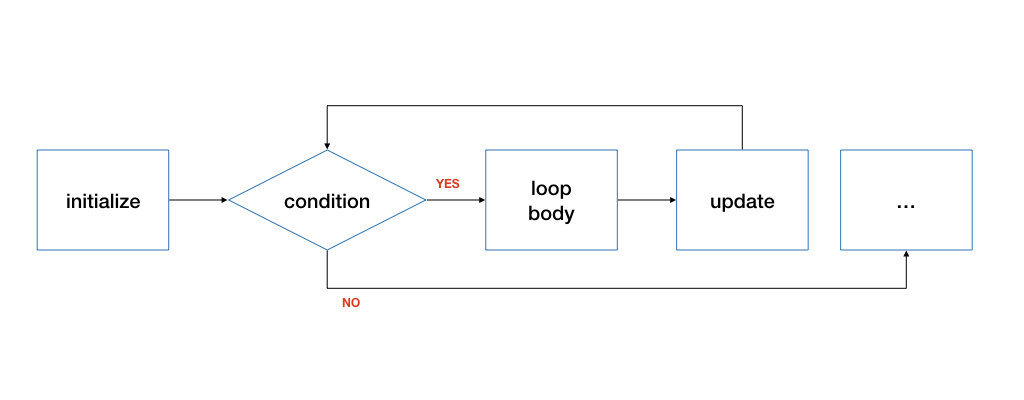 initialize
condition
YES
loop
body
update
...
NO